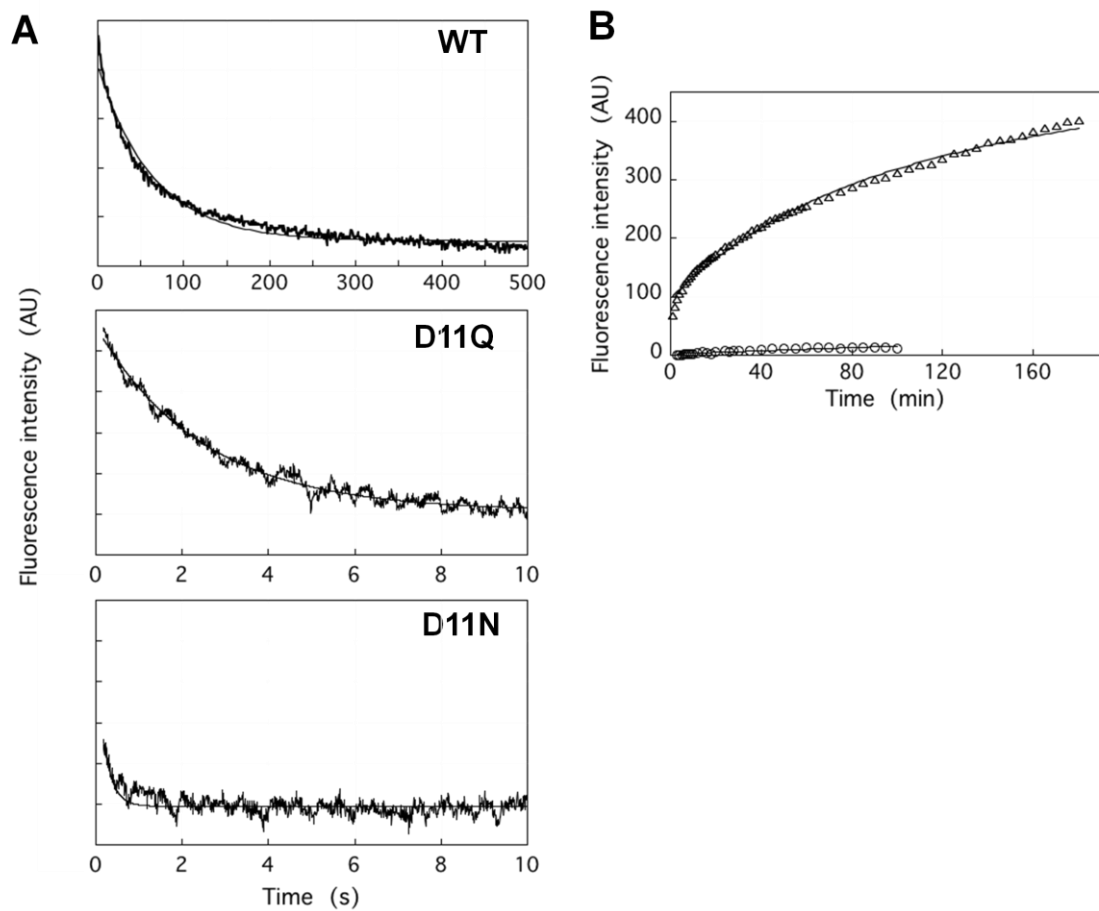 A
WT
0 100 200 300 400 500
D11Q
0 2 4 6 8 10
D11N
0 2 4 6 8 10
Time (s)
Fluorescence intensity (AU)
B
400
300
200
100
0
0 40 80 120 160
Time (min)
Fluorescence intensity (AU)